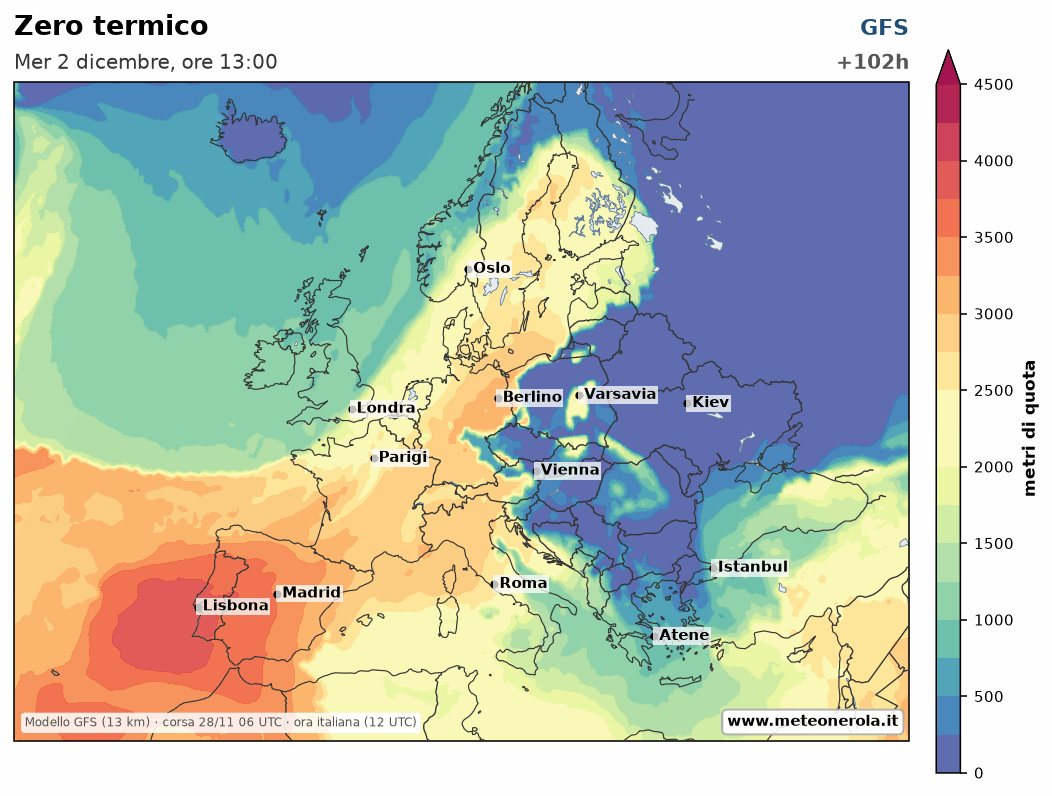 Zero termico
GFS
Mer 2 dicembre, ore 13:00
+102h
4500
4000
3500
3000
2500
2000
1500
1000
500
0
metri di quota
Oslo
Londra
Berlino
Varsavia
Kiev
Parigi
Vienna
Istanbul
Roma
Madrid
Lisbona
Atene
Modello GFS (13 km) · corsa 28/11 06 UTC · ora italiana (12 UTC)
www.meteonerola.it